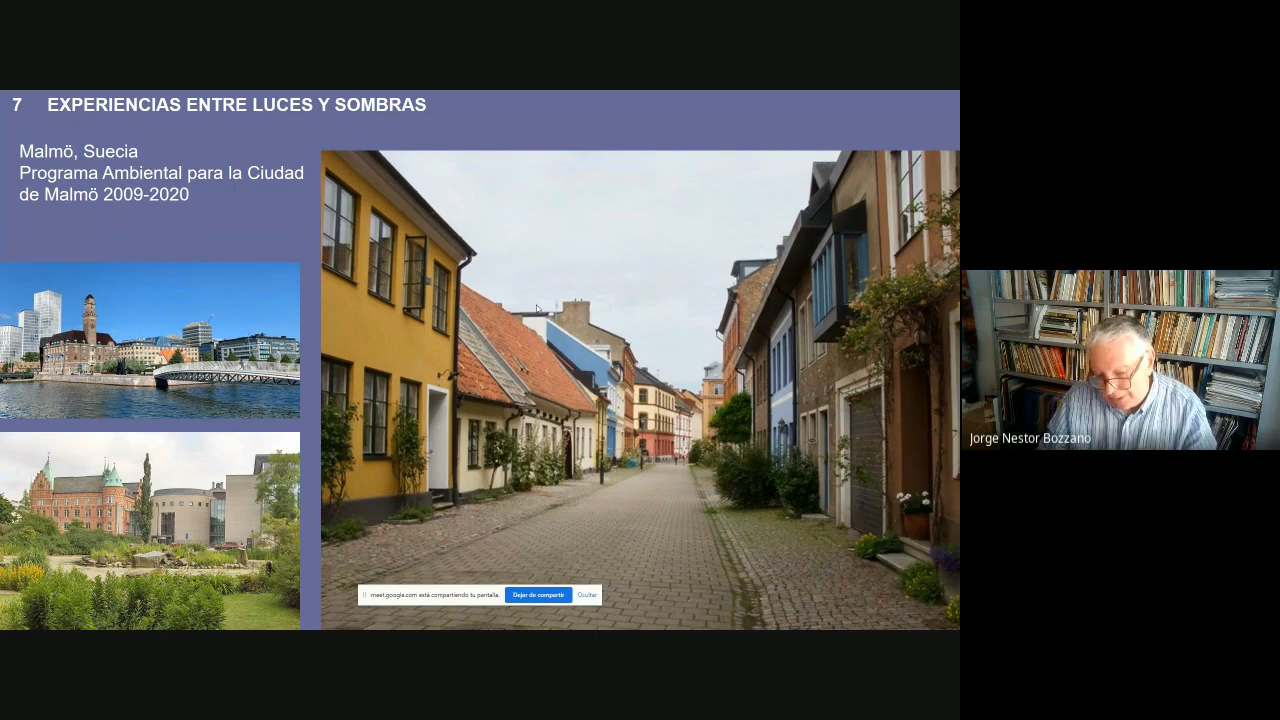 7 EXPERIENCIAS ENTRE LUCES Y SOMBRAS
Malmö, Suecia
Programa Ambiental para la Ciudad
de Malmö 2009-2020
meet.google.com está compartiendo tu pantalla.
Dejar de compartir
Ocultar
Jorge Nestor Bozzano